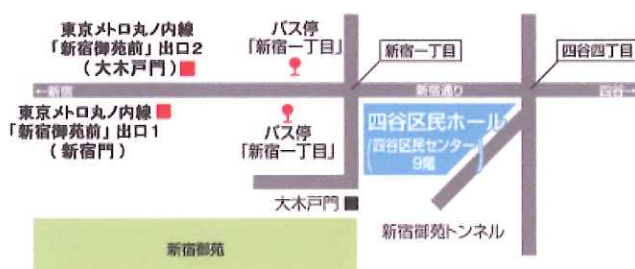 東京メトロ丸ノ内線
「新宿御苑前」出口2
(大木戸門)
バス停
「新宿一丁目」
新宿一丁目
四谷四丁目
←新宿
新宿通り
四谷→
東京メトロ丸ノ内線
「新宿御苑前」出口1
(新宿門)
バス停
「新宿一丁目」
四谷区民ホール
(四谷区民センター
9階)
大木戸門
新宿御苑トンネル
新宿御苑